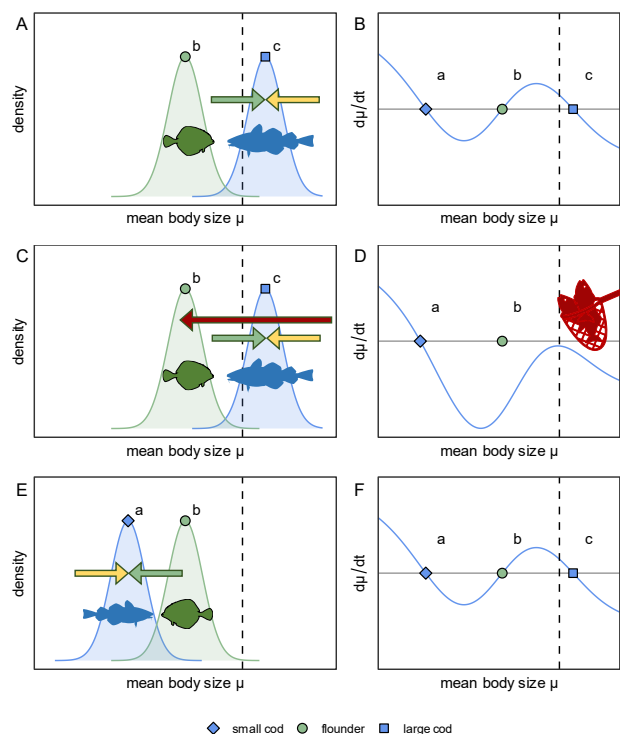 A
b
c
density
mean body size μ
B
a
b
c
dμ/dt
mean body size μ
C
b
c
density
mean body size μ
D
a
b
dμ/dt
mean body size μ
E
a
b
density
mean body size μ
F
a
b
c
dμ/dt
mean body size μ
small cod flounder large cod